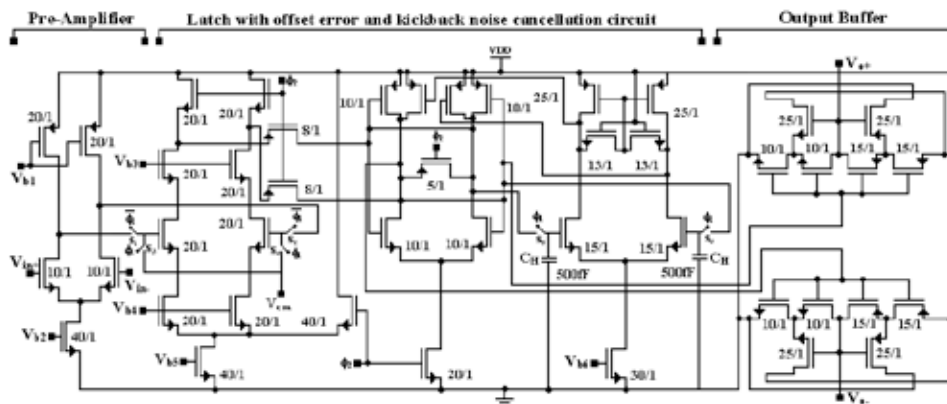 Pre-Amplifier
Latch with offset error and kickback noise cancellation circuit
Output Buffer
VDD
20/1
20/1
Vb1
Vin+
10/1
10/1
Vin-
Vb2
40/1
20/1
20/1
Vb3
20/1
20/1
8/1
8/1
20/1
20/1
Vcm
Vb4
20/1
20/1
40/1
Vb5
40/1
10/1
10/1
5/1
10/1
10/1
20/1
25/1
25/1
13/1
13/1
15/1
15/1
CH
500fF
500fF
CH
Vb6
30/1
Vo+
25/1
25/1
10/1
10/1
15/1
15/1
10/1
10/1
15/1
15/1
25/1
25/1
Vo-